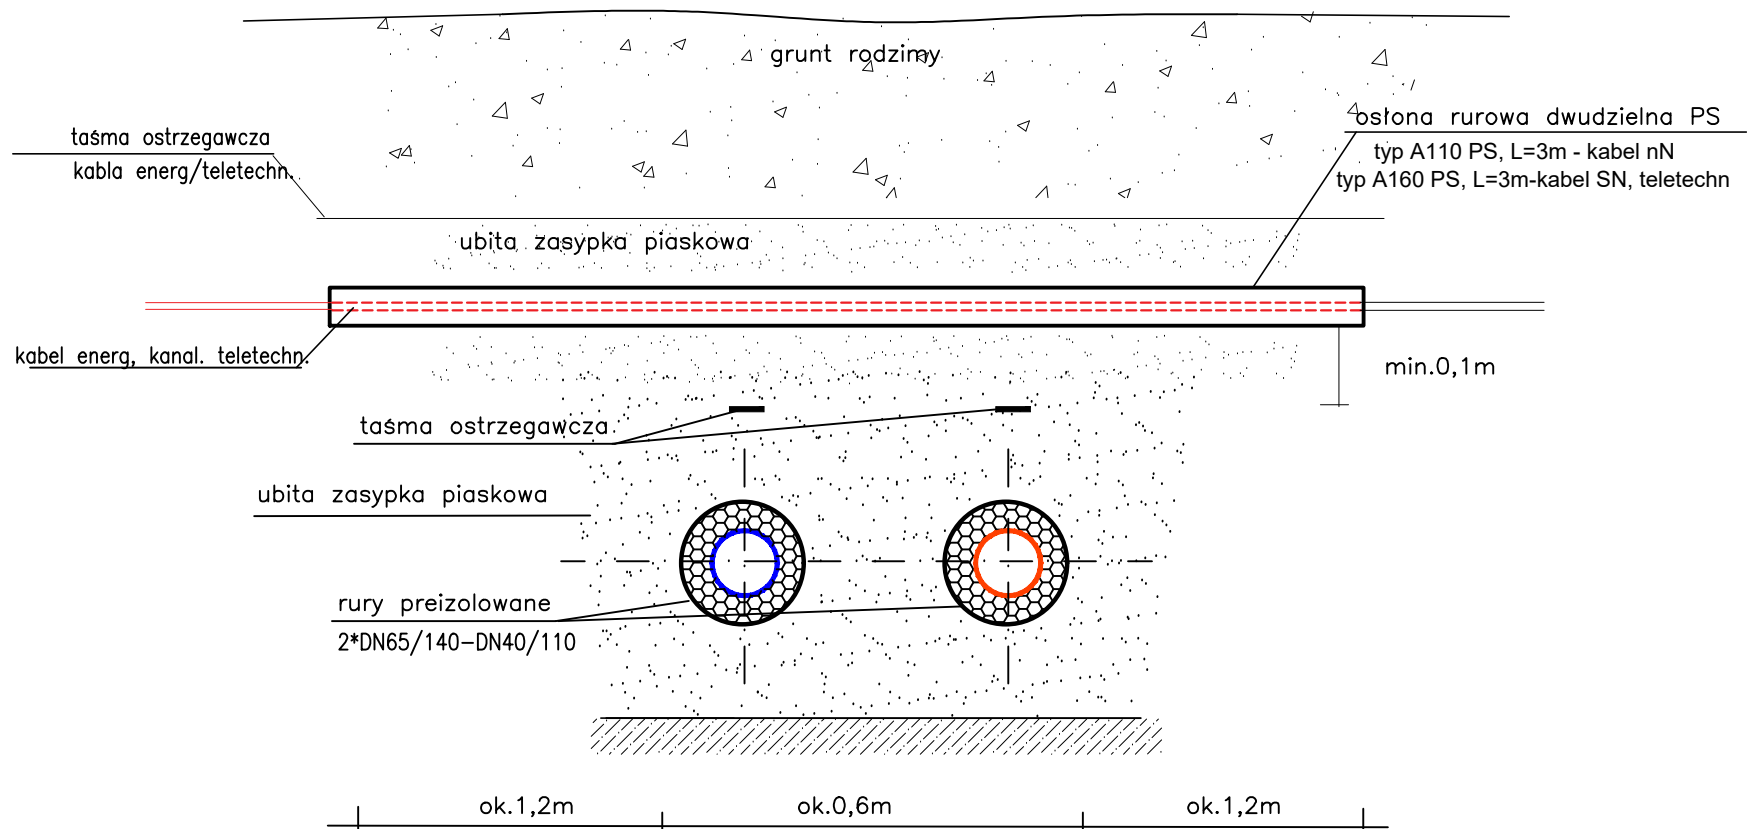 grunt rodzimy
osłona rurowa dwudzielna PS
typ A110 PS, L=3m - kabel nN
typ A160 PS, L=3m-kabel SN, teletechn
taśma ostrzegawcza
kabla energ/teletechn.
ubita zasypka piaskowa
kabel energ, kanal. teletechn.
min.0,1m
taśma ostrzegawcza
ubita zasypka piaskowa
rury preizolowane
2*DN65/140-DN40/110
ok.1,2m
ok.0,6m
ok.1,2m